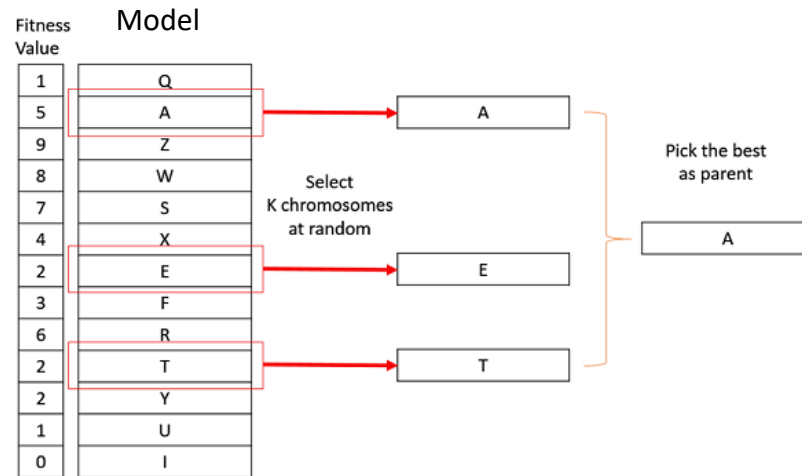 Fitness
Value
Model
1 Q
5 A
9 Z
8 W
7 S
4 X
2 E
3 F
6 R
2 T
2 Y
1 U
0 I
Select
K chromosomes
at random
A
E
T
Pick the best
as parent
A